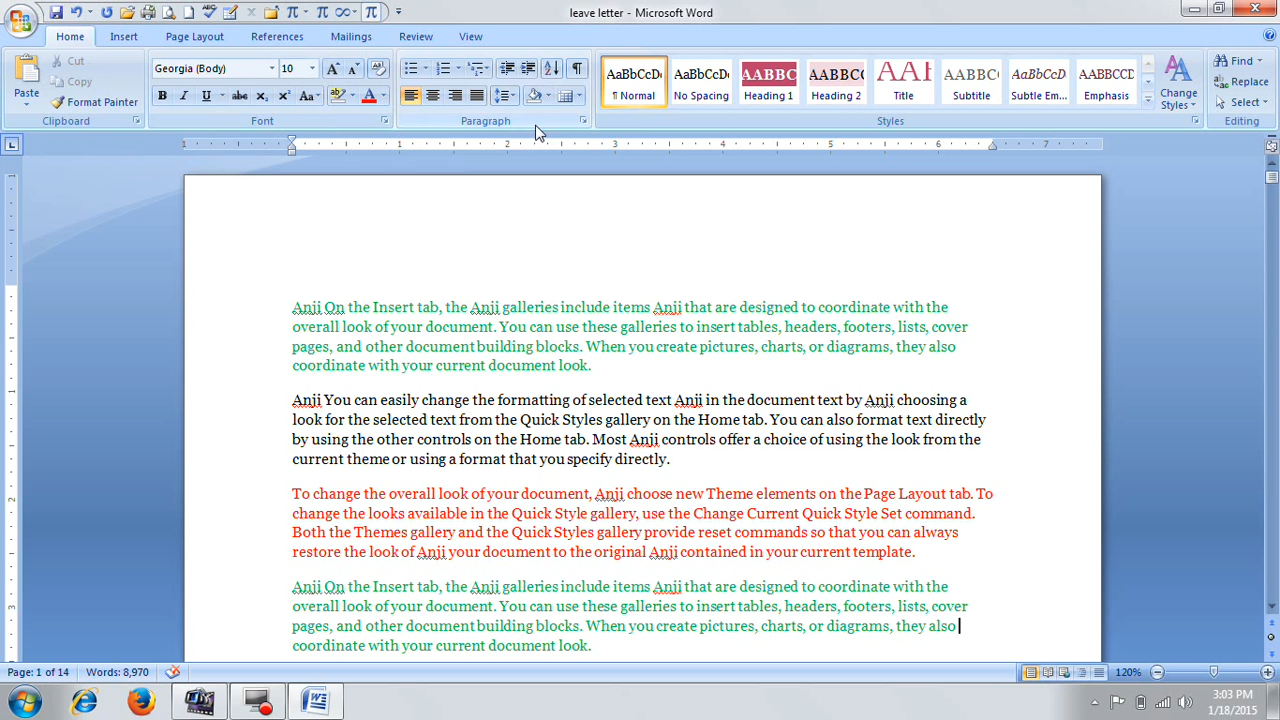 leave letter - Microsoft Word
Home Insert Page Layout References Mailings Review View
Paste
Cut
Copy
Format Painter
Clipboard
Georgia (Body) 10
Font
Paragraph
AaBbCcDc AaBbCcDc AABBC AABBCC AABBCCDC AABBCCD
¶ Normal No Spacing Heading 1 Heading 2 Title Subtitle Subtle Em... Emphasis
Change Styles
Styles
Find
Replace
Select
Editing
1 1 2 3 4 5 6 7
Anji On the Insert tab, the Anji galleries include items Anji that are designed to coordinate with the
overall look of your document. You can use these galleries to insert tables, headers, footers, lists, cover
pages, and other document building blocks. When you create pictures, charts, or diagrams, they also
coordinate with your current document look.
Anji You can easily change the formatting of selected text Anji in the document text by Anji choosing a
look for the selected text from the Quick Styles gallery on the Home tab. You can also format text directly
by using the other controls on the Home tab. Most Anji controls offer a choice of using the look from the
current theme or using a format that you specify directly.
To change the overall look of your document, Anji choose new Theme elements on the Page Layout tab. To
change the looks available in the Quick Style gallery, use the Change Current Quick Style Set command.
Both the Themes gallery and the Quick Styles gallery provide reset commands so that you can always
restore the look of Anji your document to the original Anji contained in your current template.
Anji On the Insert tab, the Anji galleries include items Anji that are designed to coordinate with the
overall look of your document. You can use these galleries to insert tables, headers, footers, lists, cover
pages, and other document building blocks. When you create pictures, charts, or diagrams, they also
coordinate with your current document look.
Page: 1 of 14 Words: 8,970 120%
3:03 PM
1/18/2015